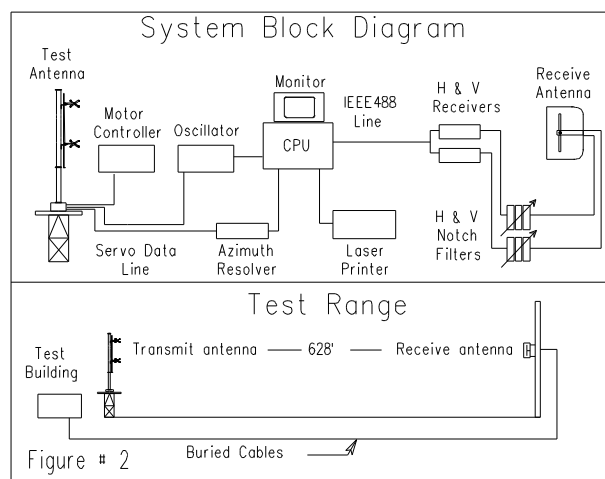 System Block Diagram
Test
Antenna
Motor
Controller
Oscillator
Monitor
CPU
IEEE488
Line
H & V
Receivers
Receive
Antenna
Servo Data
Line
Azimuth
Resolver
Laser
Printer
H & V
Notch
Filters
Test Range
Test
Building
Transmit antenna
628'
Receive antenna
Buried Cables
Figure # 2